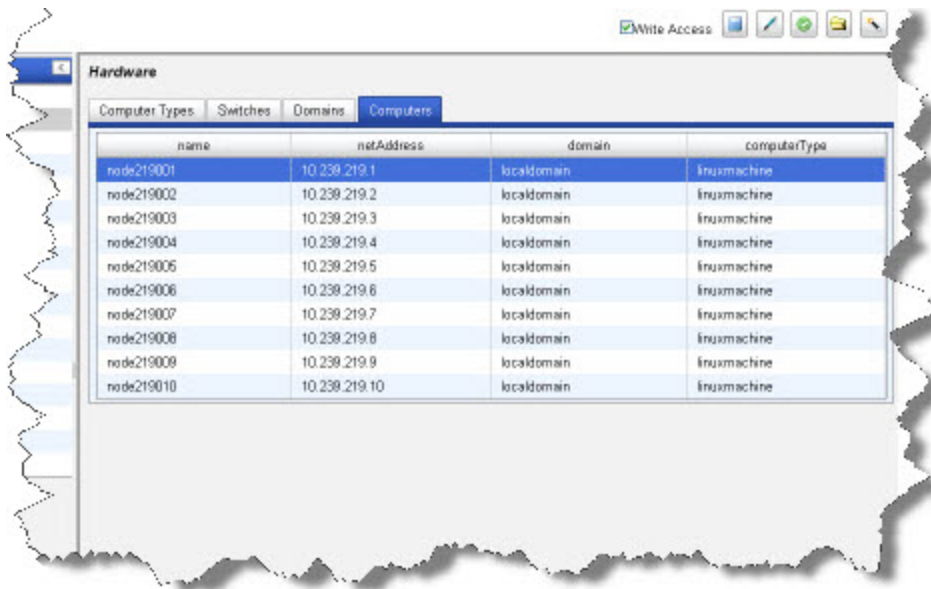 Write Access
Hardware
Computer Types Switches Domains Computers
name netAddress domain computerType
node219001 10.239.219.1 localdomain linuxmachine
node219002 10.239.219.2 localdomain linuxmachine
node219003 10.239.219.3 localdomain linuxmachine
node219004 10.239.219.4 localdomain linuxmachine
node219005 10.239.219.5 localdomain linuxmachine
node219006 10.239.219.6 localdomain linuxmachine
node219007 10.239.219.7 localdomain linuxmachine
node219008 10.239.219.8 localdomain linuxmachine
node219009 10.239.219.9 localdomain linuxmachine
node219010 10.239.219.10 localdomain linuxmachine